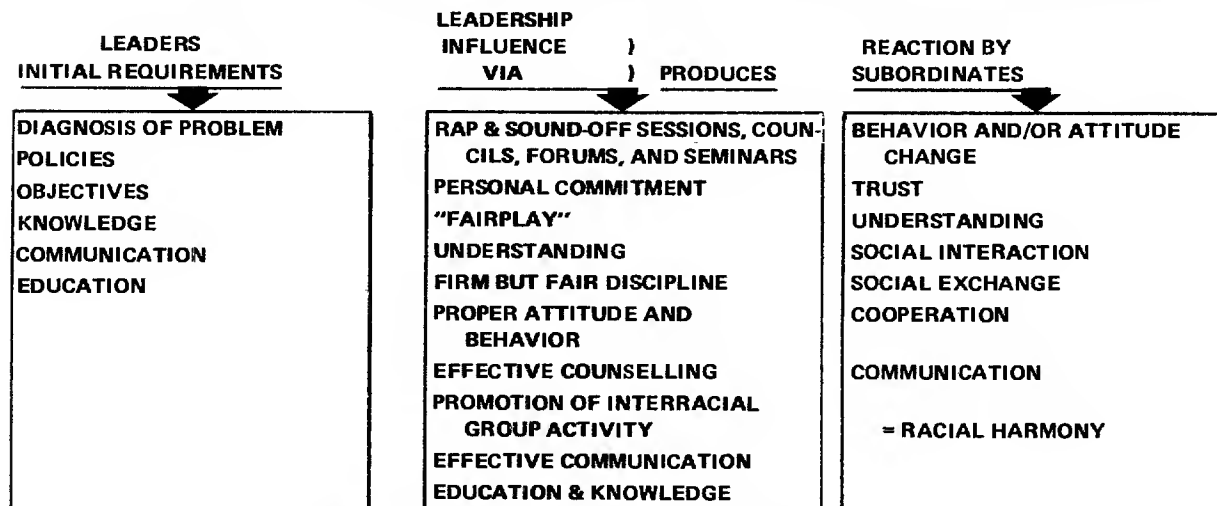 LEADERS
INITIAL REQUIREMENTS
DIAGNOSIS OF PROBLEM
POLICIES
OBJECTIVES
KNOWLEDGE
COMMUNICATION
EDUCATION
LEADERSHIP
INFLUENCE )
VIA ) PRODUCES
RAP & SOUND-OFF SESSIONS, COUN-
CILS, FORUMS, AND SEMINARS
PERSONAL COMMITMENT
"FAIRPLAY"
UNDERSTANDING
FIRM BUT FAIR DISCIPLINE
PROPER ATTITUDE AND
BEHAVIOR
EFFECTIVE COUNSELLING
PROMOTION OF INTERRACIAL
GROUP ACTIVITY
EFFECTIVE COMMUNICATION
EDUCATION & KNOWLEDGE
REACTION BY
SUBORDINATES
BEHAVIOR AND/OR ATTITUDE
CHANGE
TRUST
UNDERSTANDING
SOCIAL INTERACTION
SOCIAL EXCHANGE
COOPERATION
COMMUNICATION
= RACIAL HARMONY